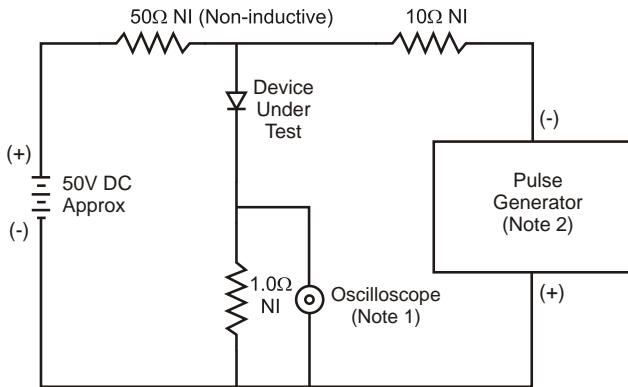 50Ω NI (Non-inductive)
10Ω NI
Device
Under
Test
(-)
(+)
50V DC
Approx
(-)
Pulse
Generator
(Note 2)
1.0Ω
NI
Oscilloscope
(Note 1)
(+)